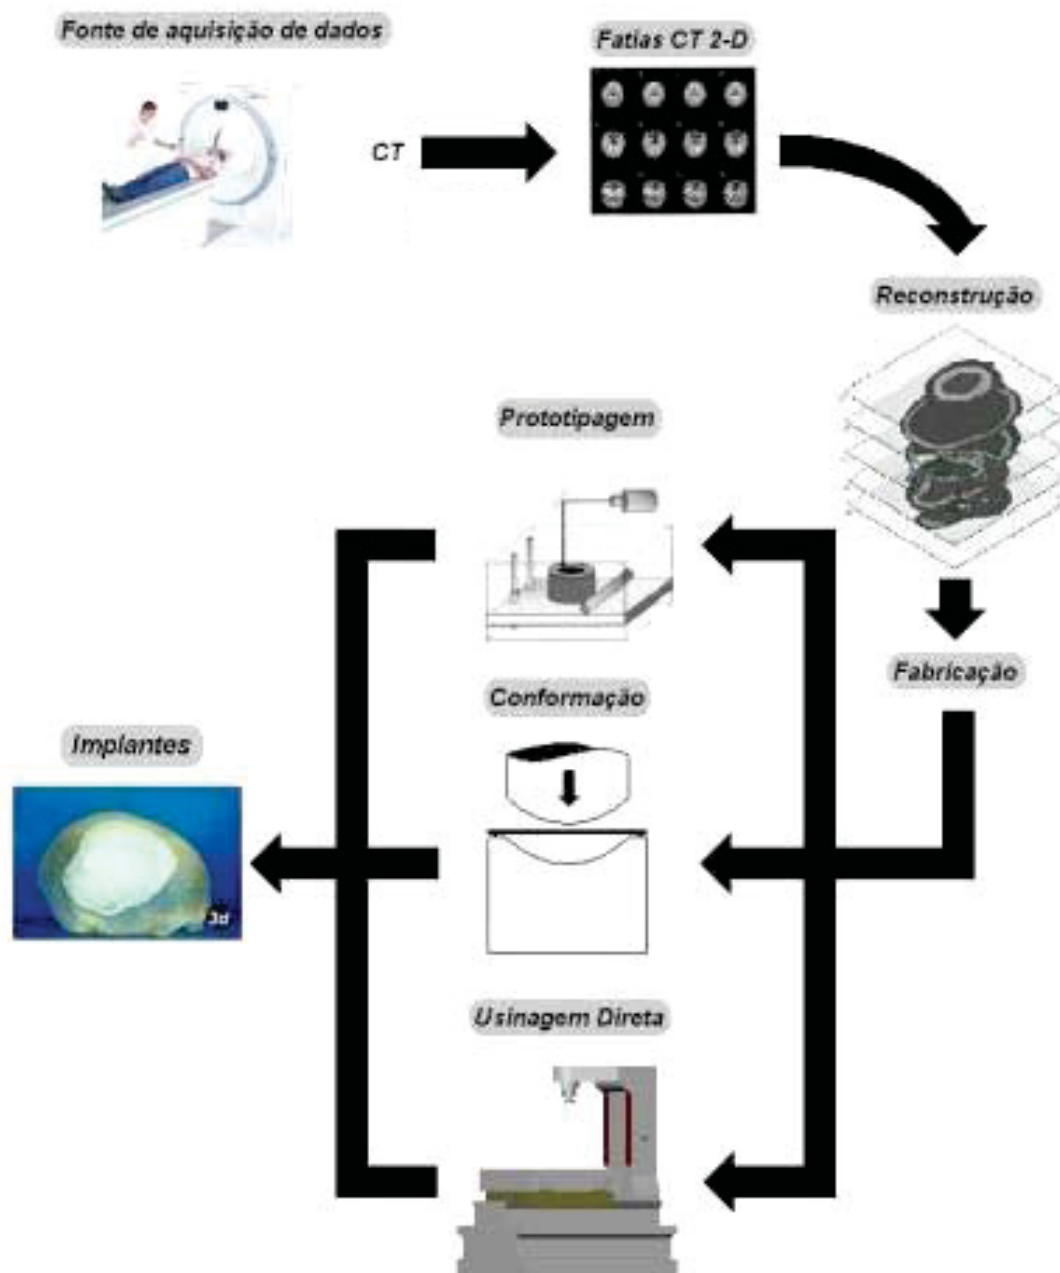 Fonte de aquisição de dados
Fatias CT 2-D
CT
Reconstrução
Prototipagem
Fabricação
Conformação
Implantes
3d
Usinagem Direta